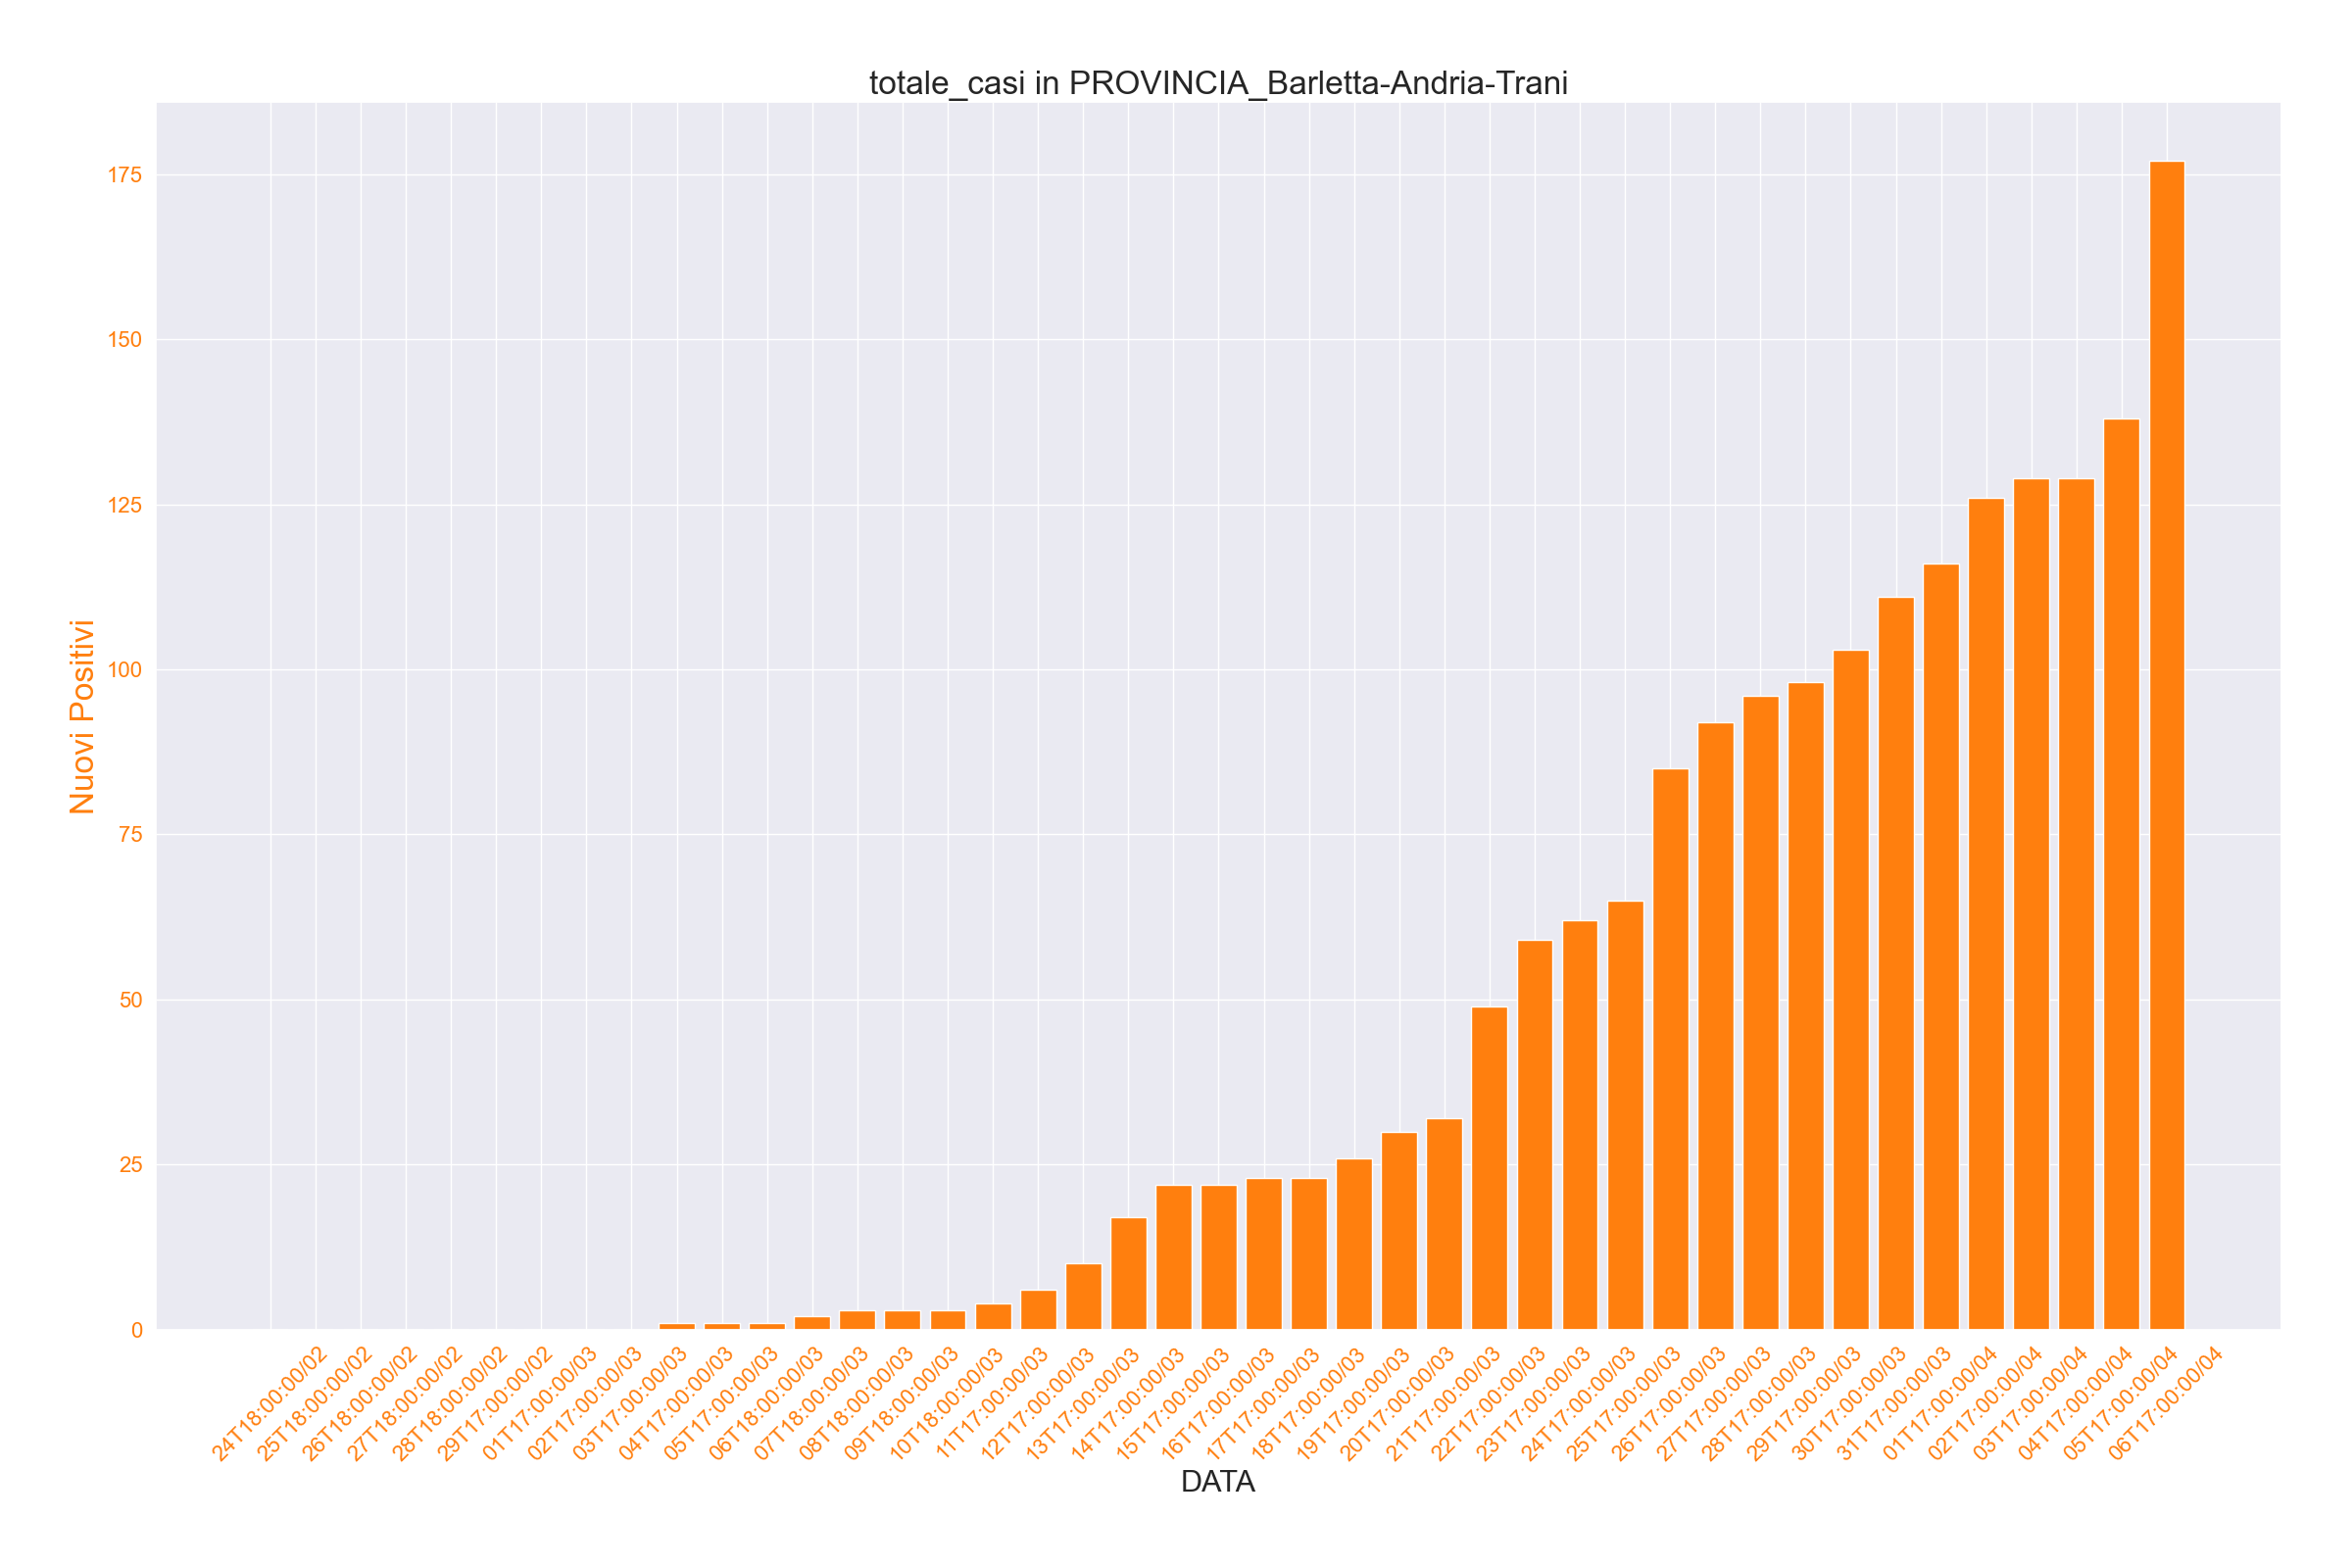 totale_casi in PROVINCIA_Barletta-Andria-Trani
175
150
125
100
75
50
25
0
Nuovi Positivi
24T18:00:00/02
25T18:00:00/02
26T18:00:00/02
27T18:00:00/02
28T18:00:00/02
29T17:00:00/02
01T17:00:00/03
02T17:00:00/03
03T17:00:00/03
04T17:00:00/03
05T17:00:00/03
06T18:00:00/03
07T18:00:00/03
08T18:00:00/03
09T18:00:00/03
10T18:00:00/03
11T17:00:00/03
12T17:00:00/03
13T17:00:00/03
14T17:00:00/03
15T17:00:00/03
16T17:00:00/03
17T17:00:00/03
18T17:00:00/03
19T17:00:00/03
20T17:00:00/03
21T17:00:00/03
22T17:00:00/03
23T17:00:00/03
24T17:00:00/03
25T17:00:00/03
26T17:00:00/03
27T17:00:00/03
28T17:00:00/03
29T17:00:00/03
30T17:00:00/03
31T17:00:00/03
01T17:00:00/04
02T17:00:00/04
03T17:00:00/04
04T17:00:00/04
05T17:00:00/04
06T17:00:00/04
DATA